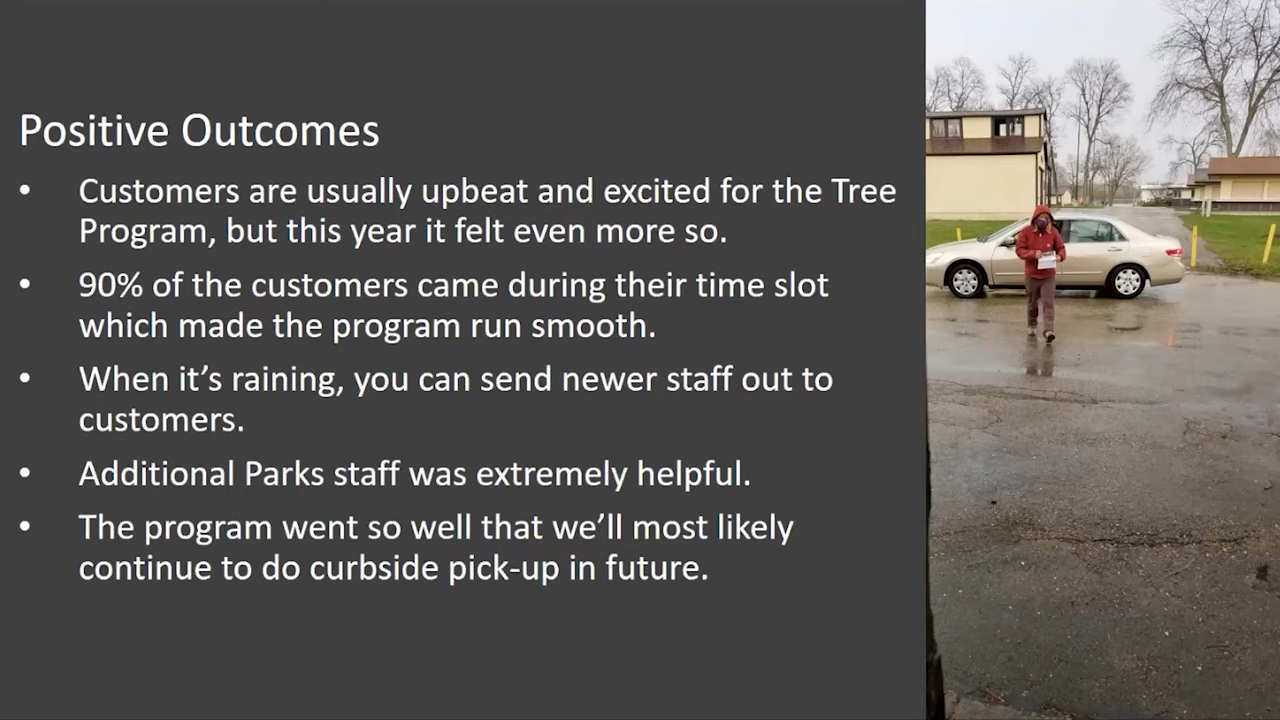 Positive Outcomes
• Customers are usually upbeat and excited for the Tree
Program, but this year it felt even more so.
• 90% of the customers came during their time slot
which made the program run smooth.
• When it’s raining, you can send newer staff out to
customers.
• Additional Parks staff was extremely helpful.
• The program went so well that we’ll most likely
continue to do curbside pick-up in future.